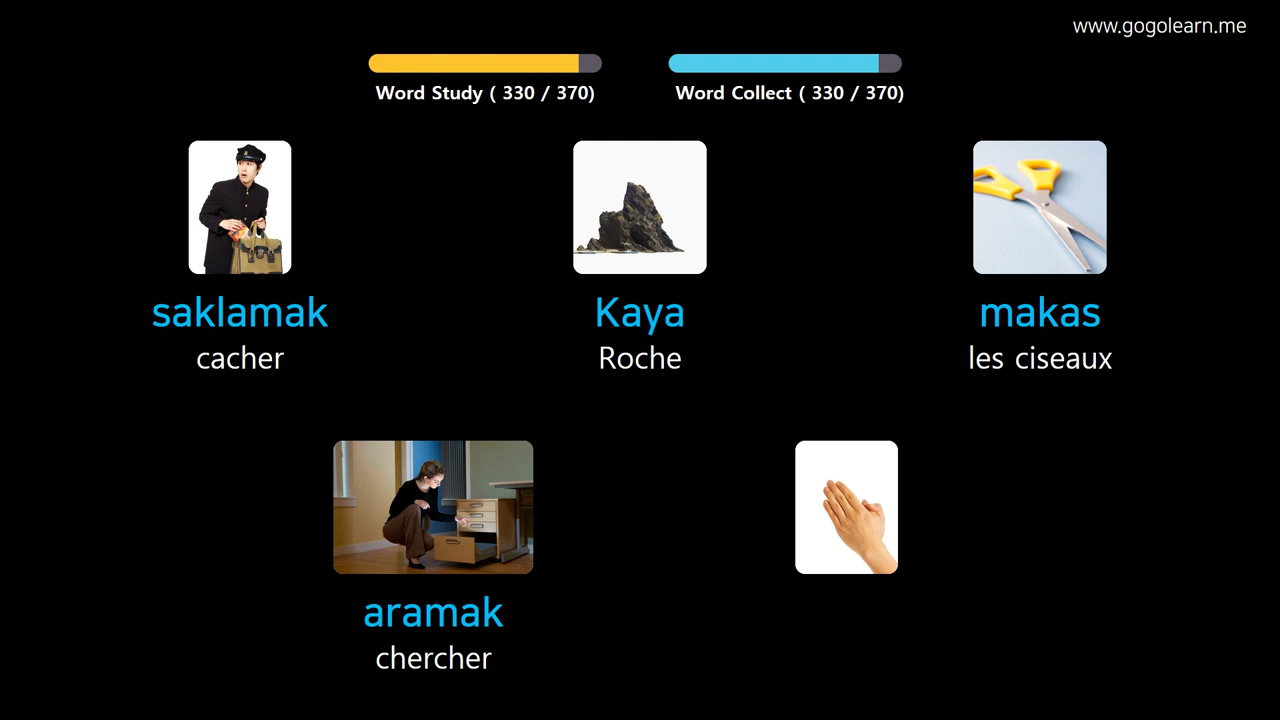 www.gogolearn.me
Word Study ( 330 / 370)
Word Collect ( 330 / 370)
saklamak
cacher
Kaya
Roche
makas
les ciseaux
aramak
chercher